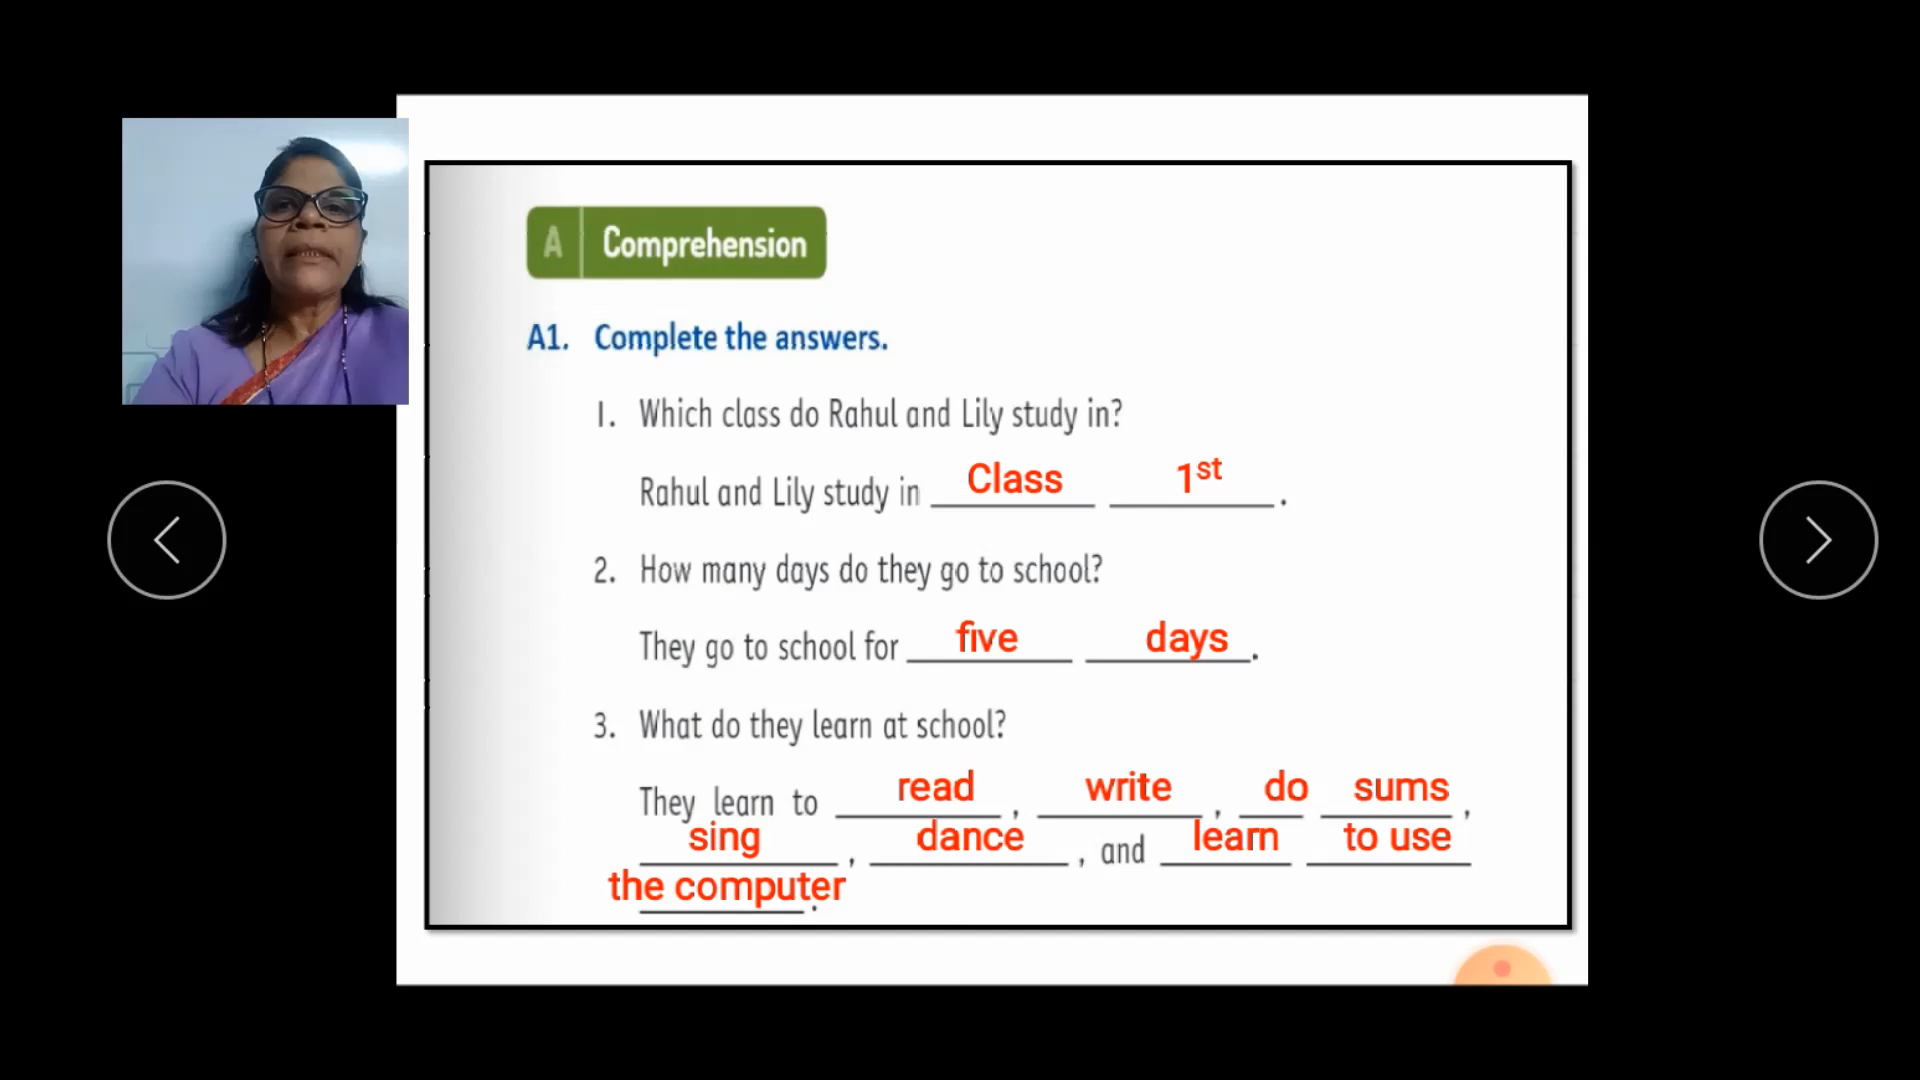 A Comprehension
A1. Complete the answers.
1. Which class do Rahul and Lily study in?
Rahul and Lily study in Class 1st.
2. How many days do they go to school?
They go to school for five days.
3. What do they learn at school?
They learn to read, write, do sums,
sing, dance, and learn to use
the computer.